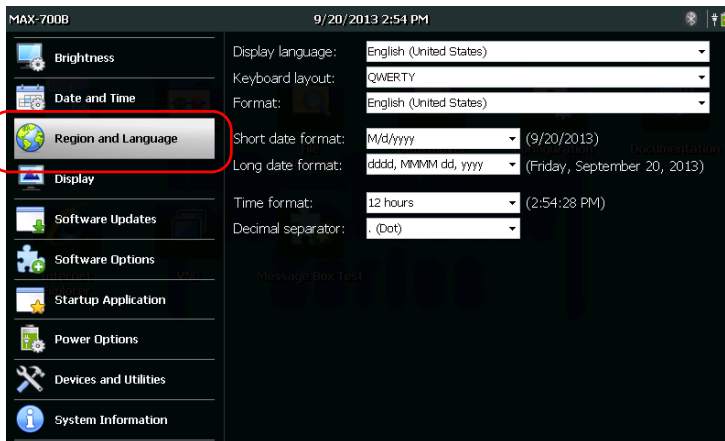 MAX-700B 9/20/2013 2:54 PM
Brightness
Date and Time
Region and Language
Display
Software Updates
Software Options
Startup Application
Power Options
Devices and Utilities
System Information
Display language: English (United States)
Keyboard layout: QWERTY
Format: English (United States)
Short date format: M/d/yyyy (9/20/2013)
Long date format: dddd, MMMM dd, yyyy (Friday, September 20, 2013)
Time format: 12 hours (2:54:28 PM)
Decimal separator: . (Dot)
Documentation
VNC
Message Box Test